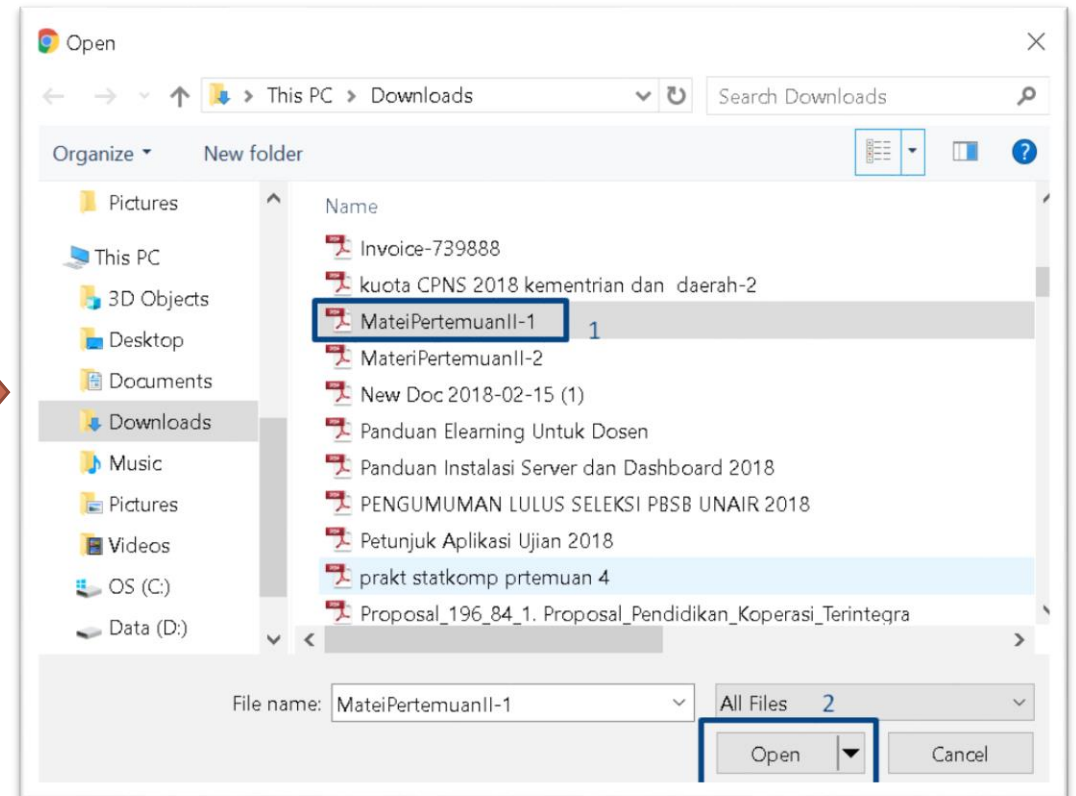 Open
This PC > Downloads
Search Downloads
Organize
New folder
?
Pictures
This PC
3D Objects
Desktop
Documents
Downloads
Music
Pictures
Videos
OS (C:)
Data (D:)
Name
Invoice-739888
kuota CPNS 2018 kementrian dan daerah-2
MateiPertemuanII-1
1
MateriPertemuanII-2
New Doc 2018-02-15 (1)
Panduan Elearning Untuk Dosen
Panduan Instalasi Server dan Dashboard 2018
PENGUMUMAN LULUS SELEKSI PBSB UNAIR 2018
Petunjuk Aplikasi Ujian 2018
prakt statkomp prtemuan 4
Proposal_196_84_1. Proposal_Pendidikan_Koperasi_Terintegra
File name: MateiPertemuanII-1
All Files 2
Open
Cancel